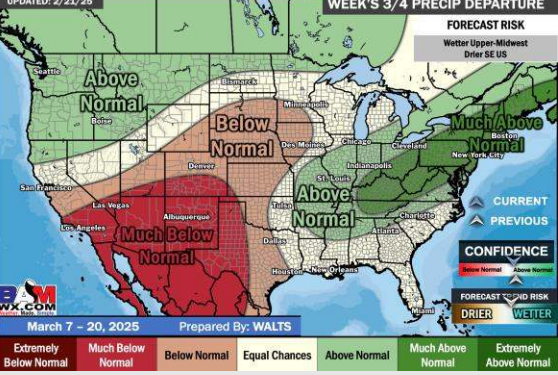 UPDATED: 2/21/25
WEEK'S 3/4 PRECIP DEPARTURE
FORECAST RISK
Wetter Upper-Midwest
Drier SE US
Seattle
Above
Normal
Boise
Bismarck
Minneapolis
Below
Normal
Des Moines
Chicago
Cleveland
Much Above
Normal
Boston
New York City
Indianapolis
Denver
St. Louis
San Francisco
Las Vegas
Above
Normal
CURRENT
PREVIOUS
Los Angeles
Albuquerque
Tulsa
Charlotte
Much Below
Normal
Atlanta
Dallas
CONFIDENCE
Below Normal
Above Normal
Houston
New Orleans
Miami
FORECAST TREND RISK
DRIER
WETTER
BAM
WX.COM
March 7 – 20, 2025
Prepared By: WALTS
Extremely
Below Normal
Much Below
Normal
Below Normal
Equal Chances
Above Normal
Much Above
Normal
Extremely
Above Normal